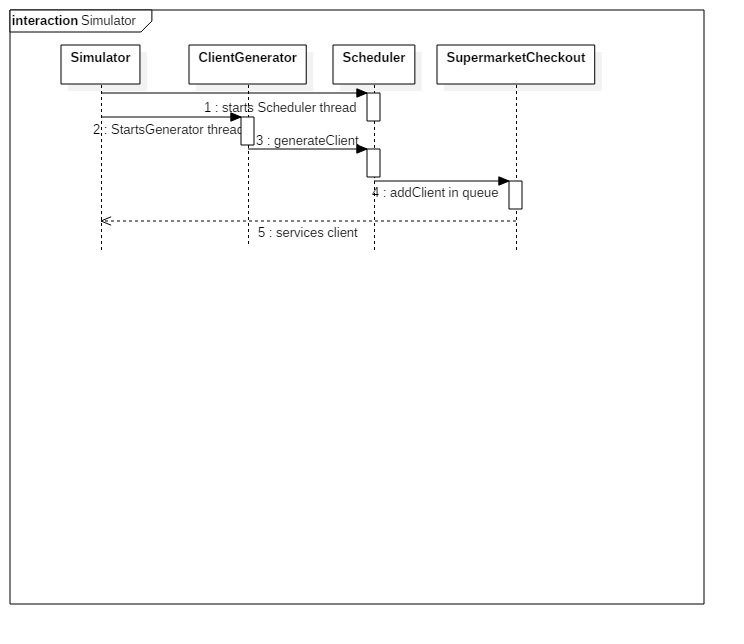 interaction Simulator
Simulator
ClientGenerator
Scheduler
SupermarketCheckout
1 : starts Scheduler thread
2 : StartsGenerator thread
3 : generateClient
4 : addClient in queue
5 : services client